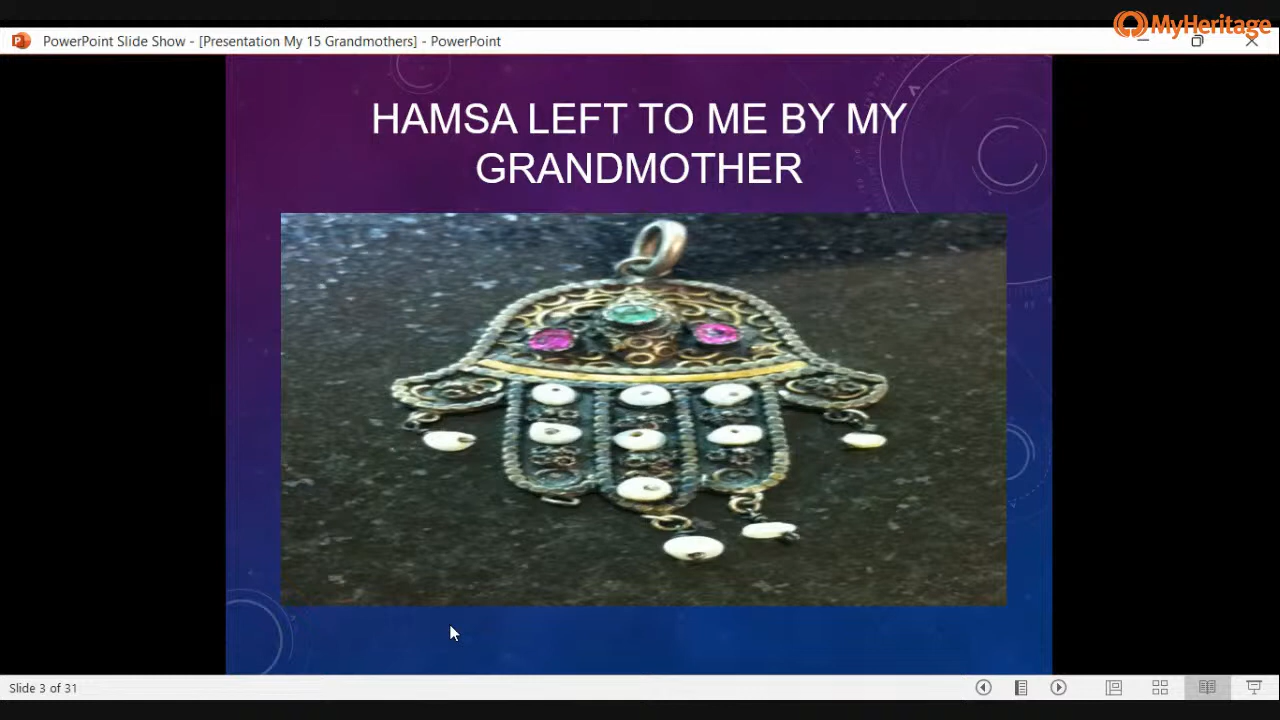 MyHeritage
PowerPoint Slide Show - [Presentation My 15 Grandmothers] - PowerPoint
HAMSA LEFT TO ME BY MY
GRANDMOTHER
Slide 3 of 31